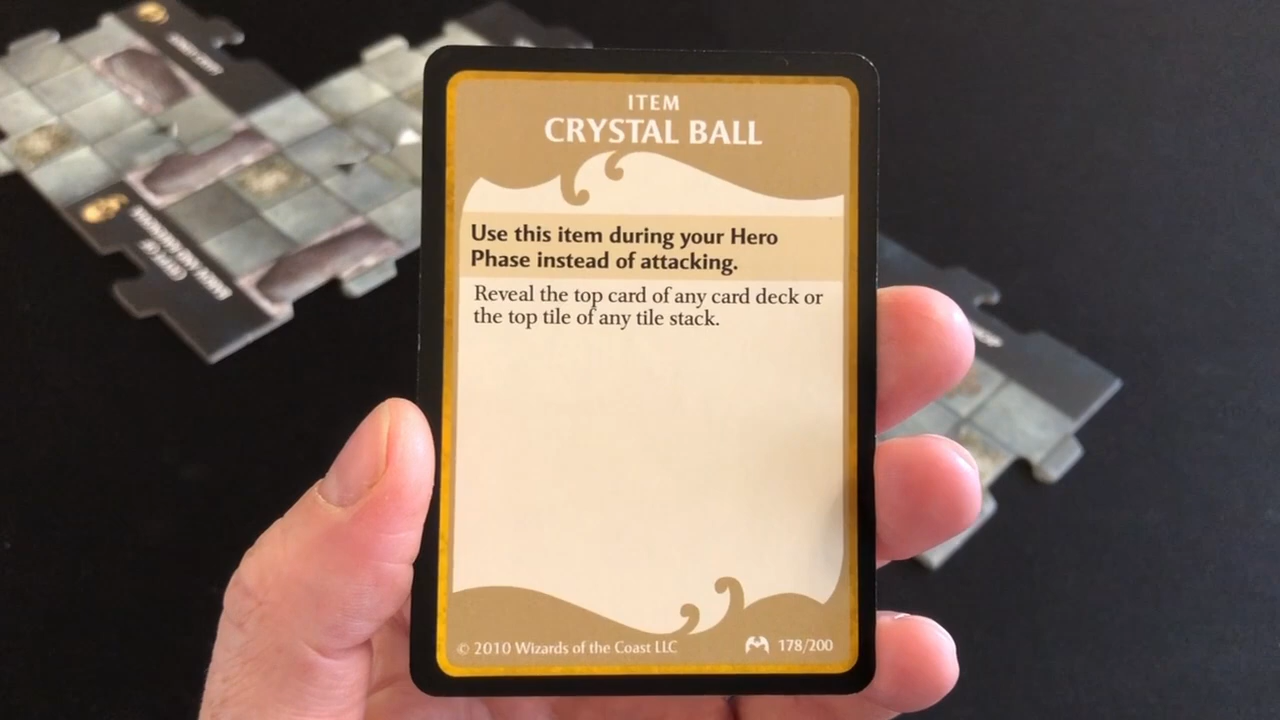 ITEM
CRYSTAL BALL
Use this item during your Hero
Phase instead of attacking.
Reveal the top card of any card deck or
the top tile of any tile stack.
© 2010 Wizards of the Coast LLC
178/200